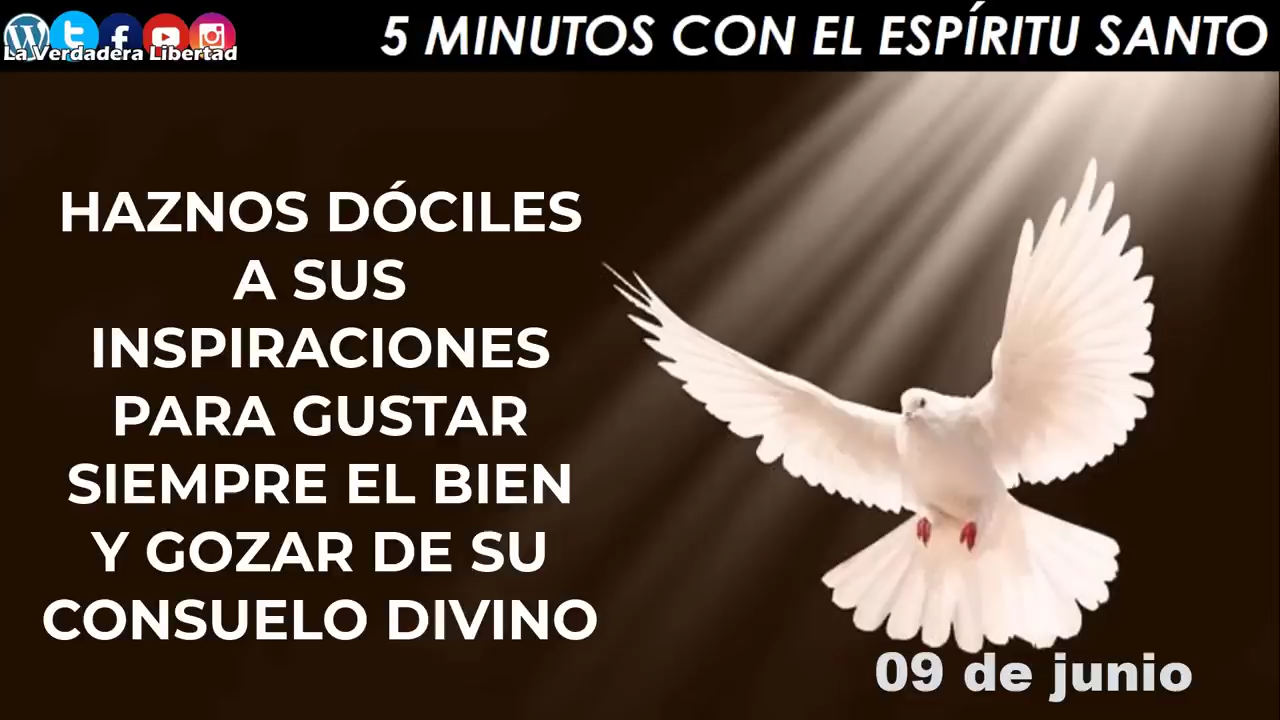 La Verdadera Libertad
5 MINUTOS CON EL ESPÍRITU SANTO
HAZNOS DÓCILES
A SUS
INSPIRACIONES
PARA GUSTAR
SIEMPRE EL BIEN
Y GOZAR DE SU
CONSUELO DIVINO
09 de junio